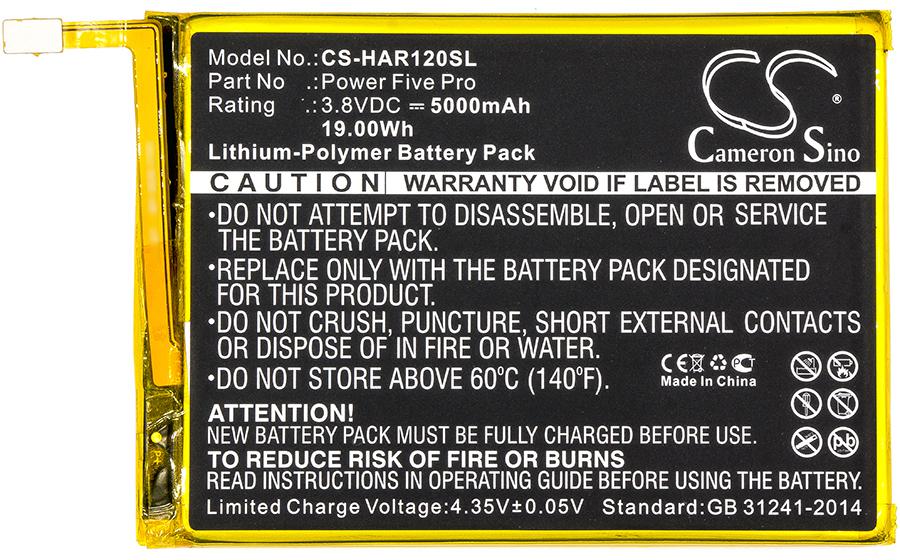 Model No.:CS-HAR120SL
Part No :Power Five Pro
Rating :3.8VDC ⎓ 5000mAh
19.00Wh
Lithium-Polymer Battery Pack
CS
®
Cameron Sino
CAUTION WARRANTY VOID IF LABEL IS REMOVED
•DO NOT ATTEMPT TO DISASSEMBLE, OPEN OR SERVICE
THE BATTERY PACK.
•REPLACE ONLY WITH THE BATTERY PACK DESIGNATED
FOR THIS PRODUCT.
•DO NOT CRUSH, PUNCTURE, SHORT EXTERNAL CONTACTS
OR DISPOSE OF IN FIRE OR WATER.
•DO NOT STORE ABOVE 60°C (140°F).
CE PCT
Made In China
ATTENTION!
NEW BATTERY PACK MUST BE FULLY CHARGED BEFORE USE.
TO REDUCE RISK OF FIRE OR BURNS
READ INSTRUCTIONS IN OPERATING GUIDE BEFORE USING THE BATTERY.
Limited Charge Voltage:4.35V±0.05V Standard:GB 31241-2014
pb
P+